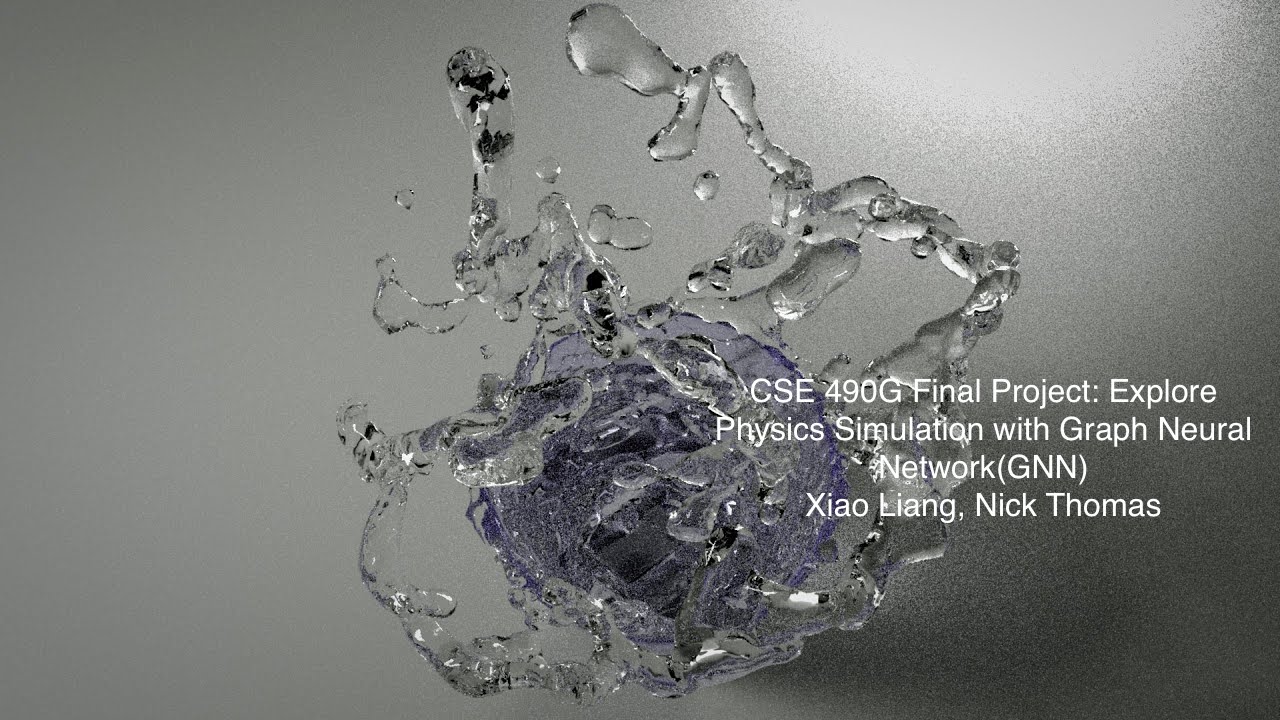 CSE 490G Final Project: Explore
Physics Simulation with Graph Neural
Network(GNN)
Xiao Liang, Nick Thomas